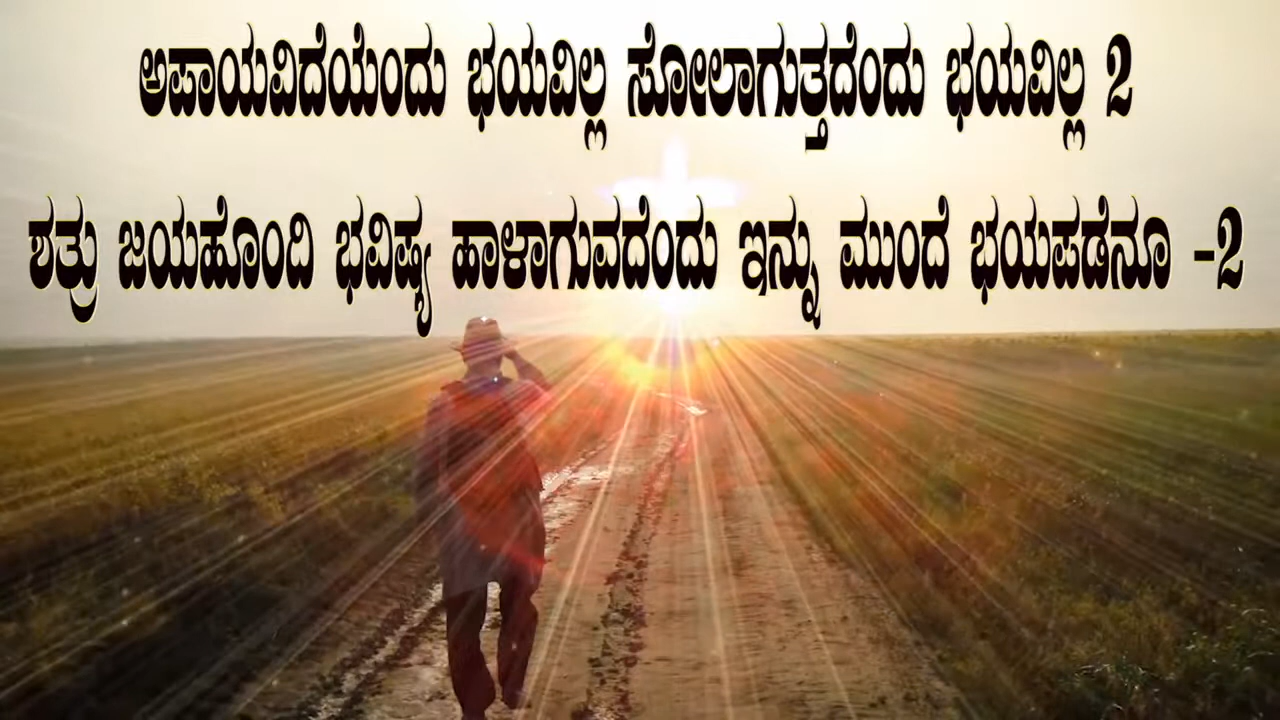 ಅಪಾಯವಿದೆಯೆಂದು ಭಯವಿಲ್ಲ ಸೋಲಾಗುತ್ತದೆಂದು ಭಯವಿಲ್ಲ 2
ಶತ್ರು ಜಯಹೊಂದಿ ಭವಿಷ್ಯ ಹಾಳಾಗುವದೆಂದು ಇನ್ನು ಮುಂದೆ ಭಯಪಡೆನೂ -2